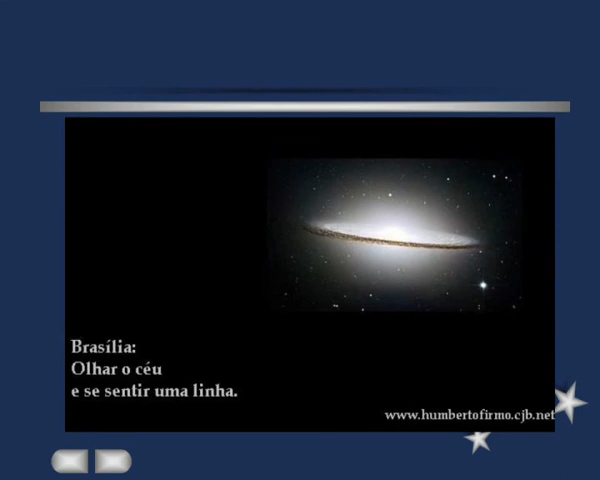 Brasília:
Olhar o céu
e se sentir uma linha.
www.humbertofirmo.cjb.net